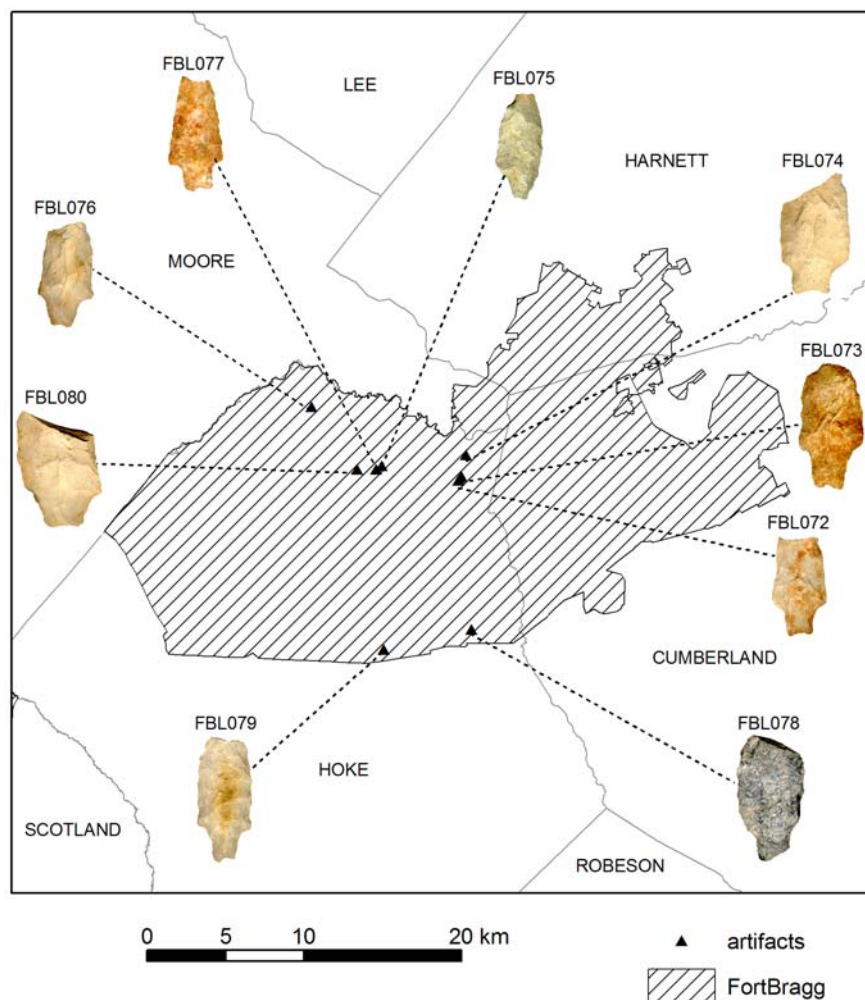 FBL077
LEE
FBL075
HARNETT
FBL074
FBL076
MOORE
FBL073
FBL080
FBL072
CUMBERLAND
FBL079
HOKE
FBL078
SCOTLAND
ROBESON
0 5 10 20 km
artifacts
FortBragg